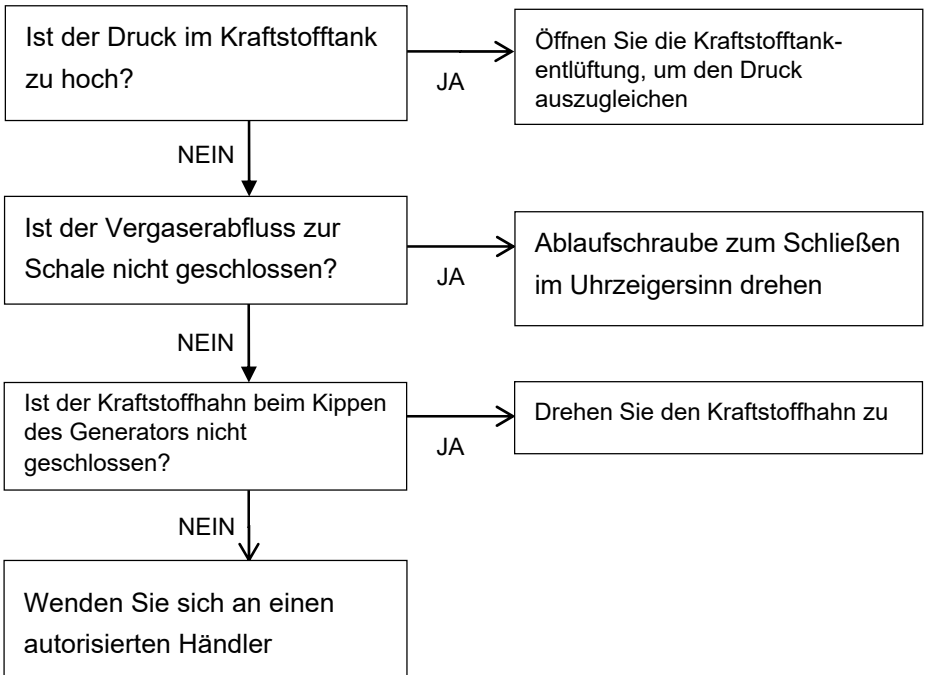 Ist der Druck im Kraftstofftank
zu hoch?
JA
Öffnen Sie die Kraftstofftank-
entlüftung, um den Druck
auszugleichen
NEIN
Ist der Vergaserabfluss zur
Schale nicht geschlossen?
JA
Ablaufschraube zum Schließen
im Uhrzeigersinn drehen
NEIN
Ist der Kraftstoffhahn beim Kippen
des Generators nicht
geschlossen?
JA
Drehen Sie den Kraftstoffhahn zu
NEIN
Wenden Sie sich an einen
autorisierten Händler